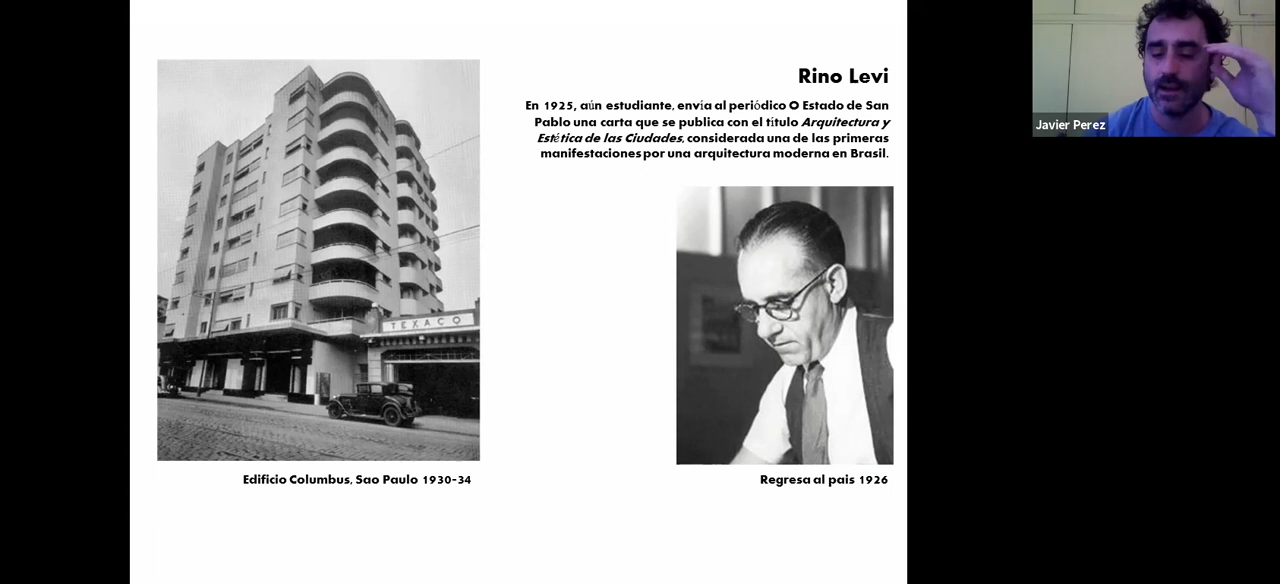 Rino Levi
En 1925, aún estudiante, envía al periódico O Estado de San
Pablo una carta que se publica con el título Arquitectura y
Estética de las Ciudades, considerada una de las primeras
manifestaciones por una arquitectura moderna en Brasil.
TEXACO
Edificio Columbus, Sao Paulo 1930-34
Regresa al pais 1926
Javier Perez